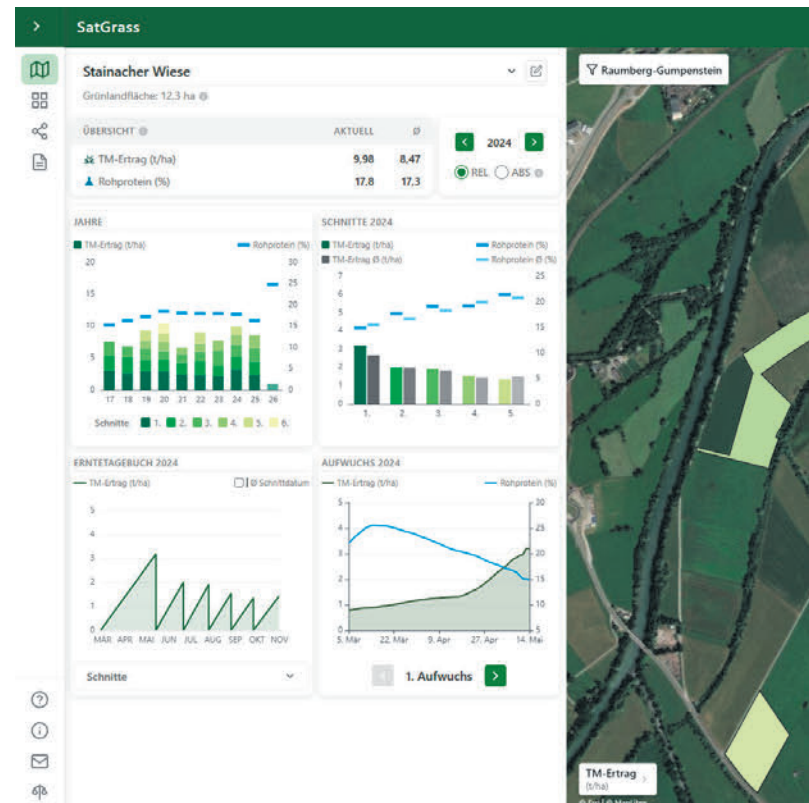 SatGrass
Stainacher Wiese
Grünlandfläche: 12.3 ha
ÜBERSICHT AKTUELL Ø
TM-Ertrag (t/ha) 9,98 8,47
Rohprotein (%) 17.8 17,3
2024
REL ABS
Raumberg-Gumpenstein
JAHRE
TM-Ertrag (t/ha) Rohprotein (%)
20 30
25
15 20
10 15
10
5 5
0 0
17 18 19 20 21 22 23 24 25 26
Schnitte 1. 2. 3. 4. 5. 6.
SCHNITTE 2024
TM-Ertrag (t/ha) Rohprotein (%)
TM-Ertrag Ø (t/ha) Rohprotein Ø (%)
7 25
6
5 20
4 15
3
2 10
1 5
0 0
1. 2. 3. 4. 5.
ERNTETAGEBUCH 2024
TM-Ertrag (t/ha) Ø Schnittdatum
5
4
3
2
1
0
MÄR APR MAI JUN JUL AUG SEP OKT NOV
Schnitte
AUFWUCHS 2024
TM-Ertrag (t/ha) Rohprotein (%)
5 30
4 25
3 20
2 15
1 10
0 5
5. Mär 22. Mär 9. Apr 27. Apr 14. Mai
1. Aufwuchs
TM-Ertrag
(t/ha)